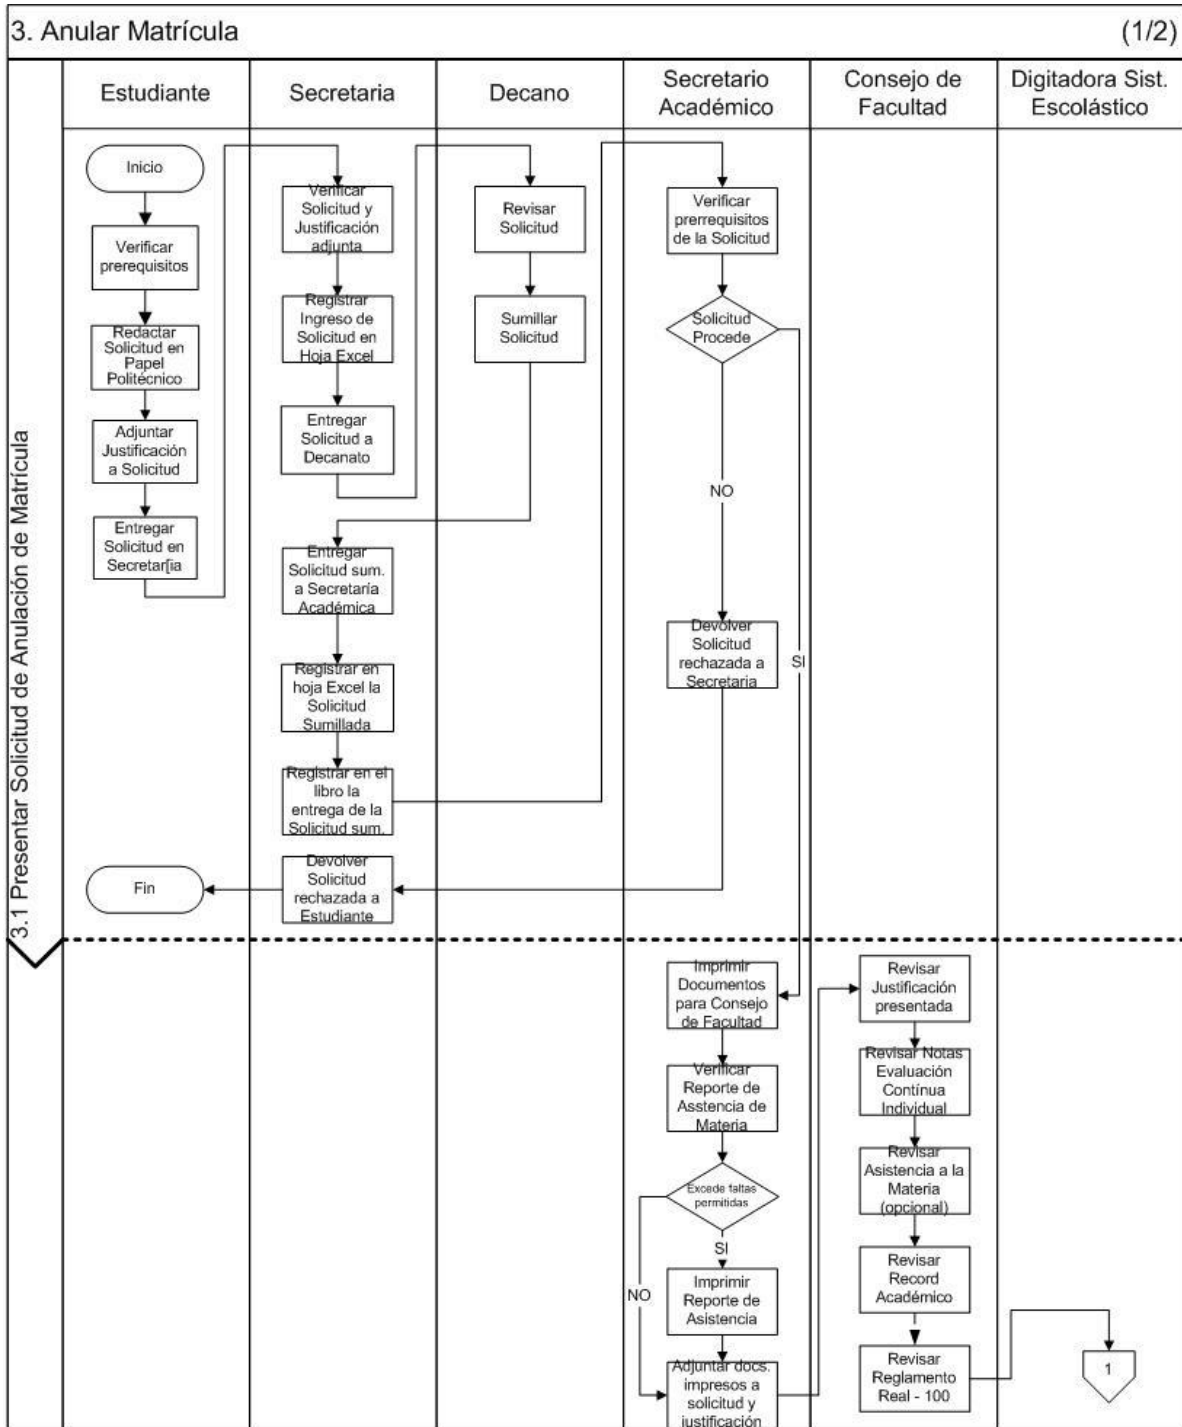 3. Anular Matrícula
(1/2)
3.1 Presentar Solicitud de Anulación de Matrícula
Estudiante
Secretaria
Decano
Secretario
Académico
Consejo de
Facultad
Digitadora Sist.
Escolástico
Inicio
Verificar
prerequisitos
Redactar
Solicitud en
Papel
Politécnico
Adjuntar
Justificación
a Solicitud
Entregar
Solicitud en
Secretar[ia
Fin
Verificar
Solicitud y
Justificación
adjunta
Registrar
Ingreso de
Solicitud en
Hoja Excel
Entregar
Solicitud a
Decanato
Entregar
Solicitud sum.
a Secretaría
Académica
Registrar en
hoja Excel la
Solicitud
Sumillada
Registrar en el
libro la
entrega de la
Solicitud sum.
Devolver
Solicitud
rechazada a
Estudiante
Revisar
Solicitud
Sumillar
Solicitud
Verificar
prerrequisitos
de la Solicitud
Solicitud
Procede
NO
SI
Devolver
Solicitud
rechazada a
Secretaria
Imprimir
Documentos
para Consejo
de Facultad
Verificar
Reporte de
Asstencia de
Materia
Excede faltas
permitidas
SI
NO
Imprimir
Reporte de
Asistencia
Adjuntar docs.
impresos a
solicitud y
justificación
Revisar
Justificación
presentada
Revisar Notas
Evaluación
Contínua
Individual
Revisar
Asistencia a la
Materia
(opcional)
Revisar
Record
Académico
Revisar
Reglamento
Real - 100
1